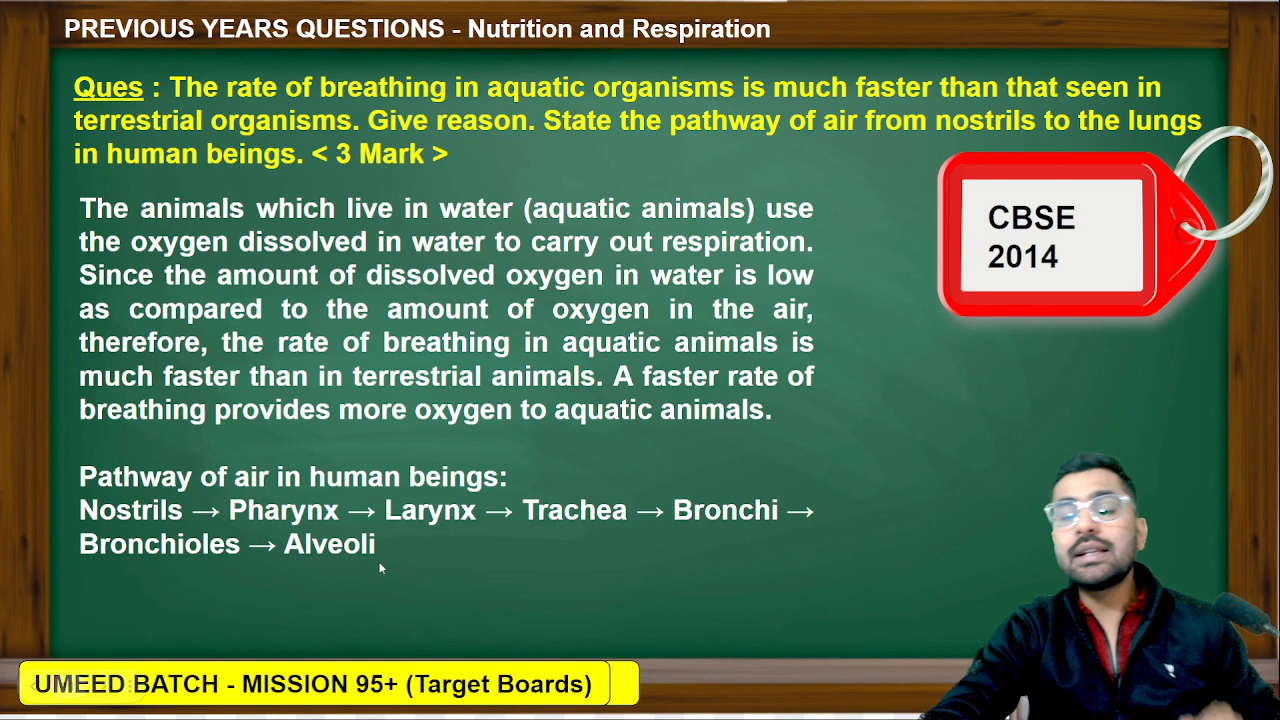 PREVIOUS YEARS QUESTIONS - Nutrition and Respiration
Ques : The rate of breathing in aquatic organisms is much faster than that seen in
terrestrial organisms. Give reason. State the pathway of air from nostrils to the lungs
in human beings. < 3 Mark >
CBSE
2014
The animals which live in water (aquatic animals) use
the oxygen dissolved in water to carry out respiration.
Since the amount of dissolved oxygen in water is low
as compared to the amount of oxygen in the air,
therefore, the rate of breathing in aquatic animals is
much faster than in terrestrial animals. A faster rate of
breathing provides more oxygen to aquatic animals.
Pathway of air in human beings:
Nostrils → Pharynx → Larynx → Trachea → Bronchi →
Bronchioles → Alveoli
UMEED BATCH - MISSION 95+ (Target Boards)